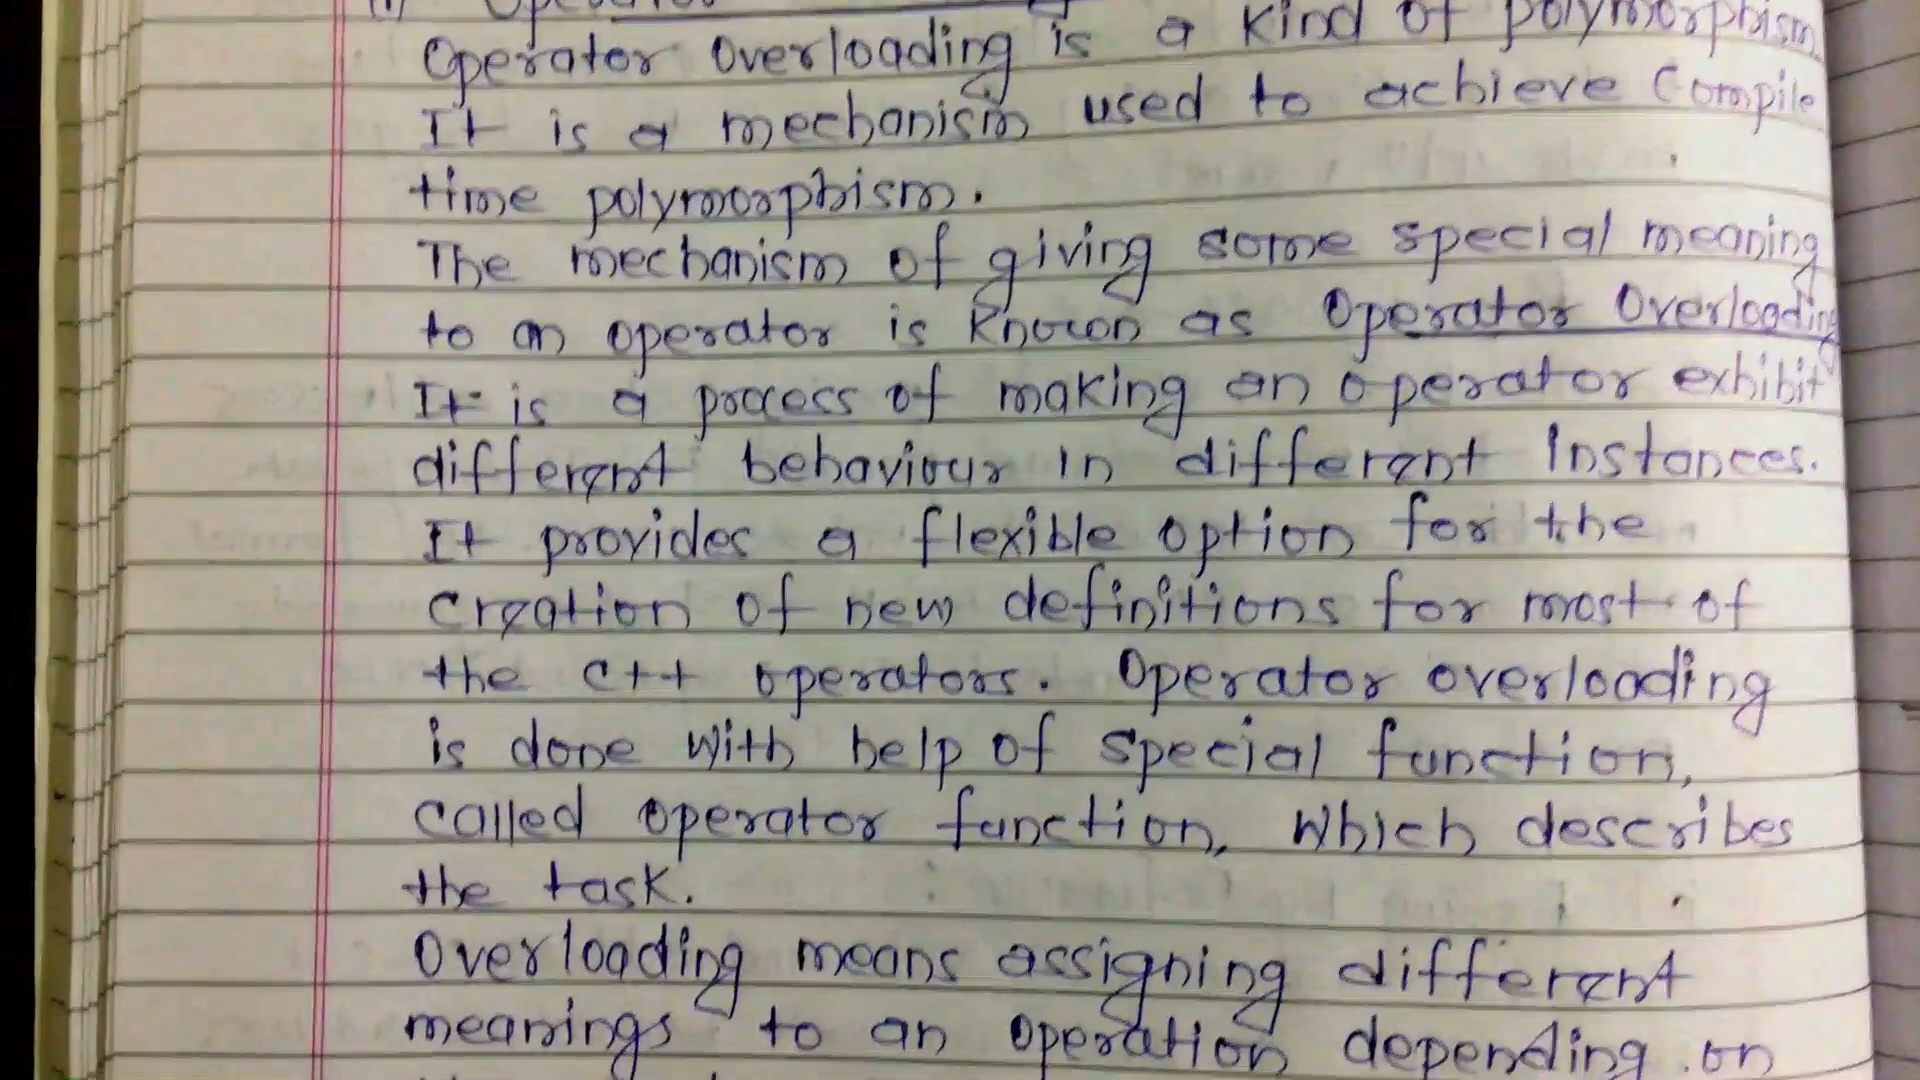 Operator Overloading is a kind of polymorphism
It is a mechanism used to achieve Compile
time polymorphism.
The mechanism of giving some special meaning
to an operator is known as Operator Overloading
It is a process of making an operator exhibit
different behaviour in different Instances.
It provides a flexible option for the
creation of new definitions for most of
the C++ operators. Operator overloading
is done with help of special function,
called operator function, which describes
the task.
Overloading means assigning different
meanings to an operation depending on